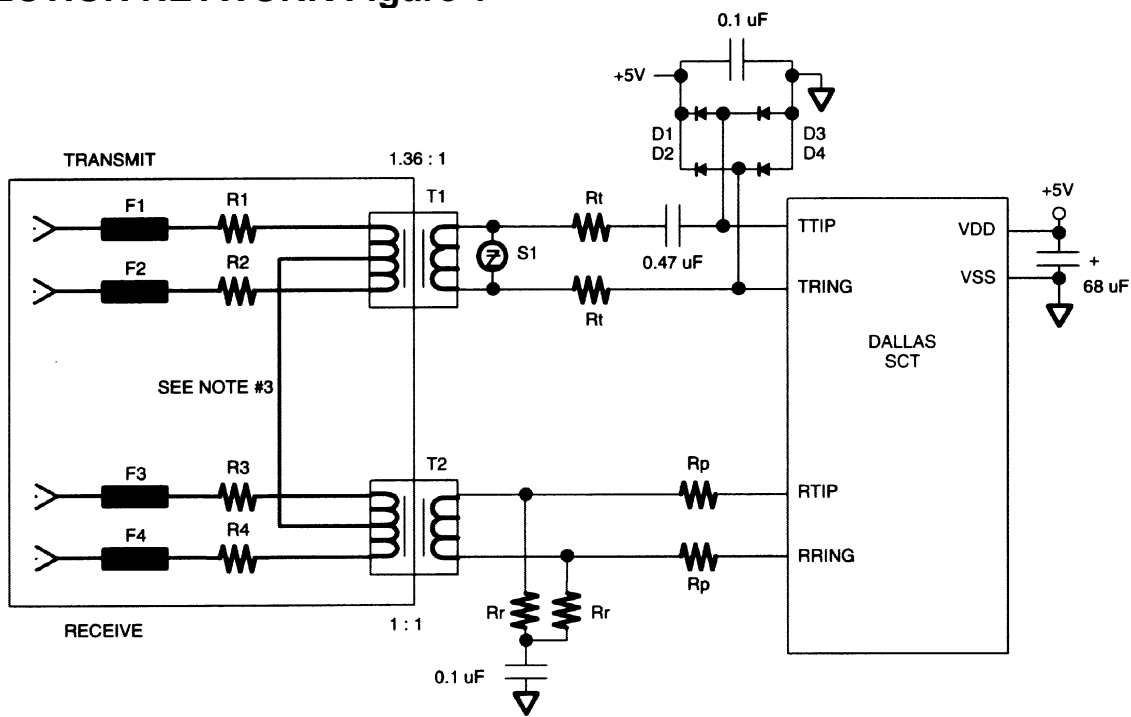 0.1 uF
+5V
D1
D2
D3
D4
TRANSMIT
1.36 : 1
F1
R1
T1
Rt
S1
0.47 uF
TTIP
VDD
+5V
F2
R2
Rt
TRING
VSS
+
68 uF
DALLAS
SCT
SEE NOTE #3
F3
R3
T2
Rp
RTIP
F4
R4
Rp
RRING
Rr
Rr
RECEIVE
1 : 1
0.1 uF